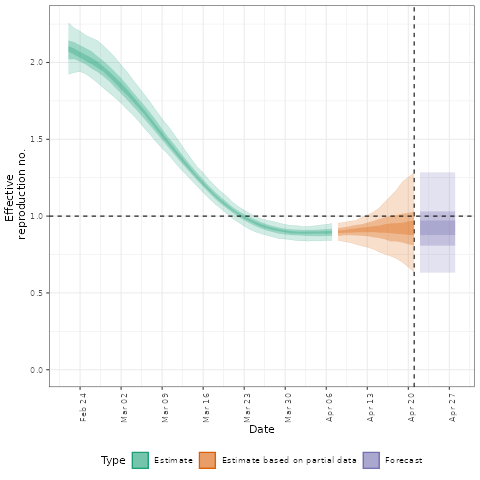 Effective
reproduction no.
2.0
1.5
1.0
0.5
0.0
Feb 24
Mar 02
Mar 09
Mar 16
Mar 23
Mar 30
Apr 06
Apr 13
Apr 20
Apr 27
Date
Type
Estimate
Estimate based on partial data
Forecast